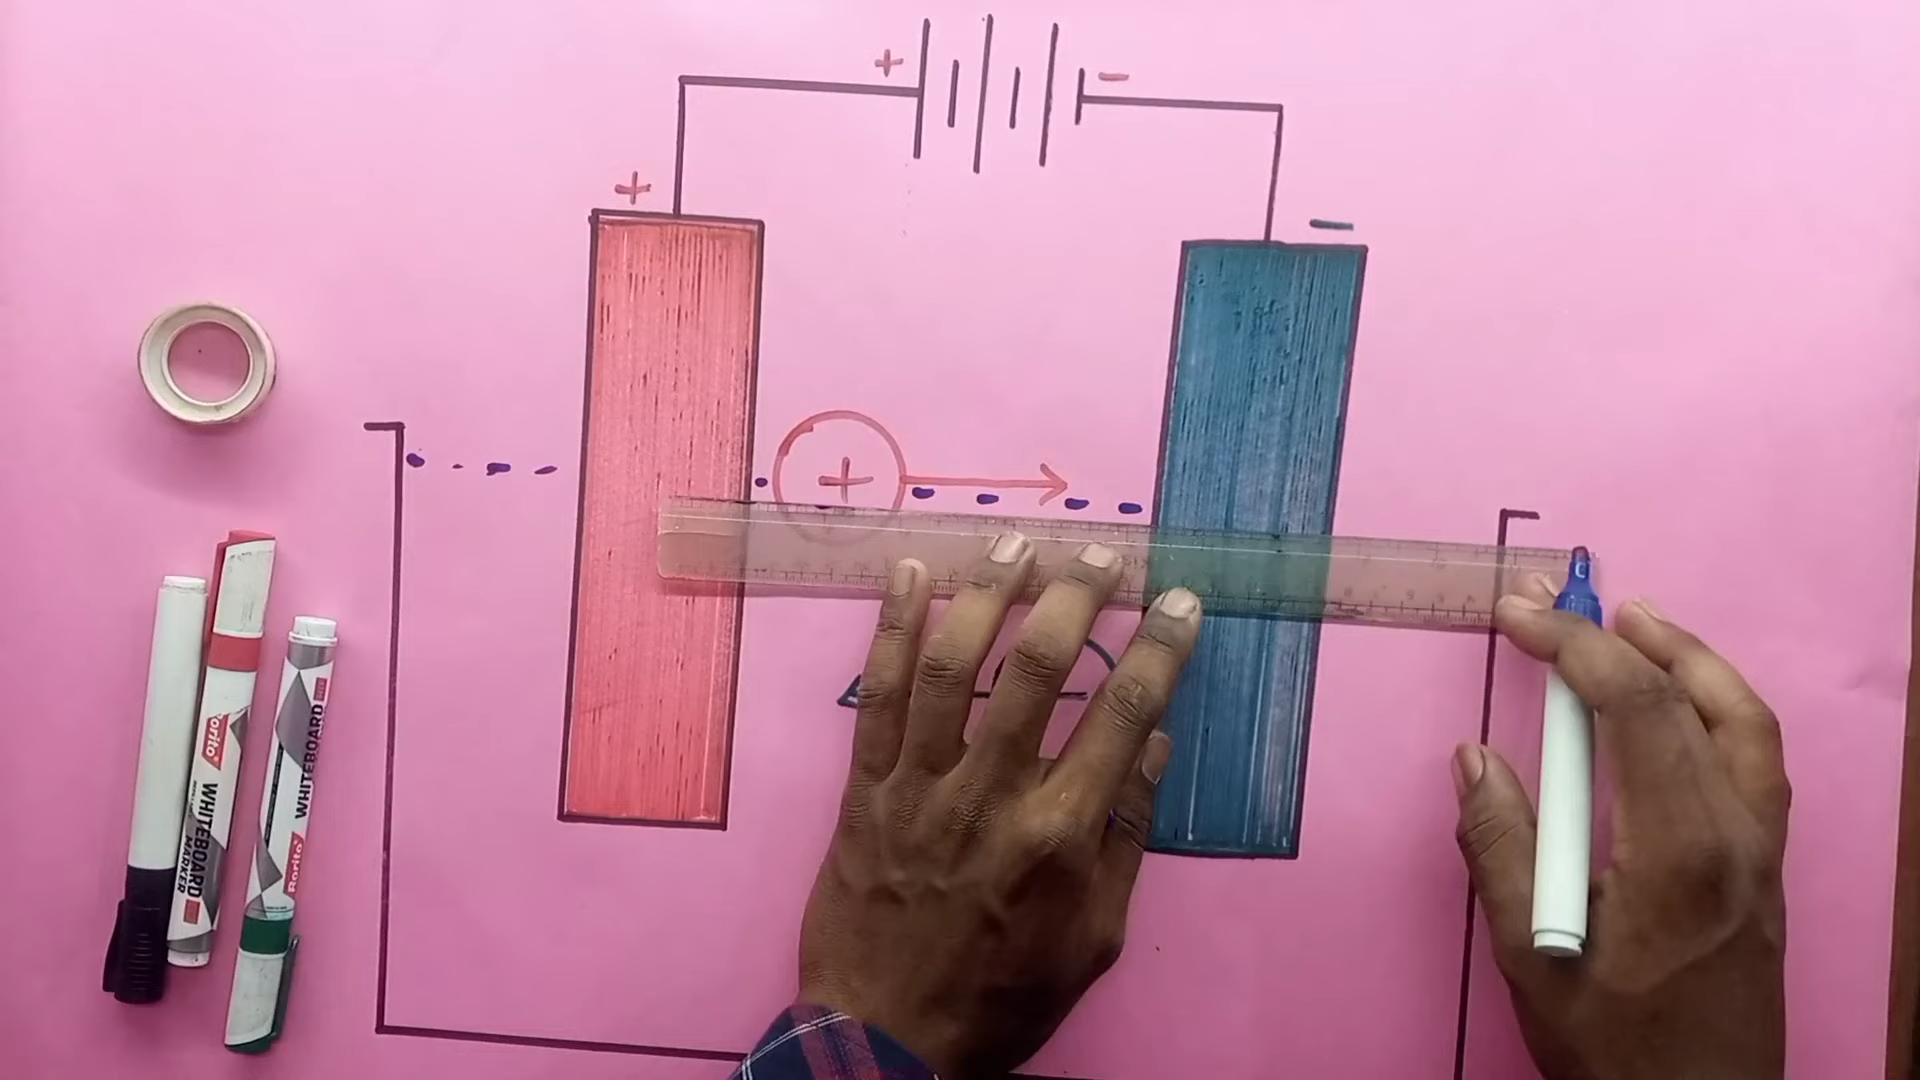 +
-
+
-
+
Rorito
WHITEBOARD
MARKER
Rorito
WHITEBOARD
C